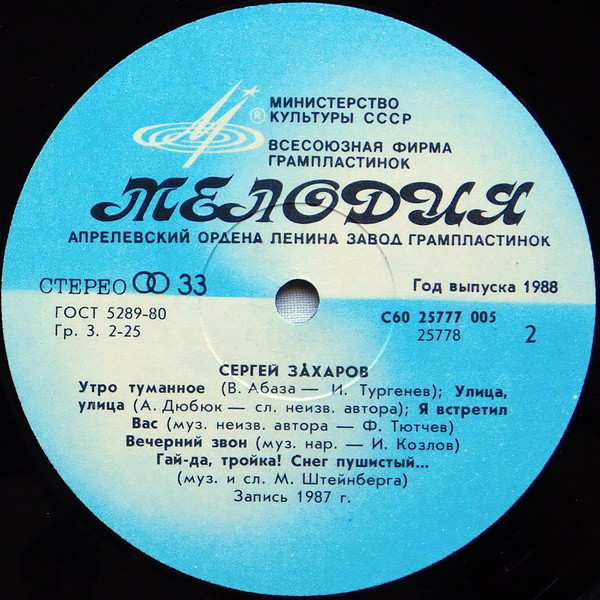 ® МИНИСТЕРСТВО
КУЛЬТУРЫ СССР
ВСЕСОЮЗНАЯ ФИРМА
ГРАМПЛАСТИНОК
МЕЛОДИЯ
АПРЕЛЕВСКИЙ ОРДЕНА ЛЕНИНА ЗАВОД ГРАМПЛАСТИНОК
СТЕРЕО 33
Год выпуска 1988
ГОСТ 5289-80
Гр. 3. 2-25
С60 25777 005
25778
2
СЕРГЕЙ ЗАХАРОВ
Утро туманное (В. Абаза — И. Тургенев); Улица,
улица (А. Дюбюк — сл. неизв. автора); Я встретил
Вас (муз. неизв. автора — Ф. Тютчев)
Вечерний звон (муз. нар. — И. Козлов)
Гай-да, тройка! Снег пушистый...
(муз. и сл. М. Штейнберга)
Запись 1987 г.